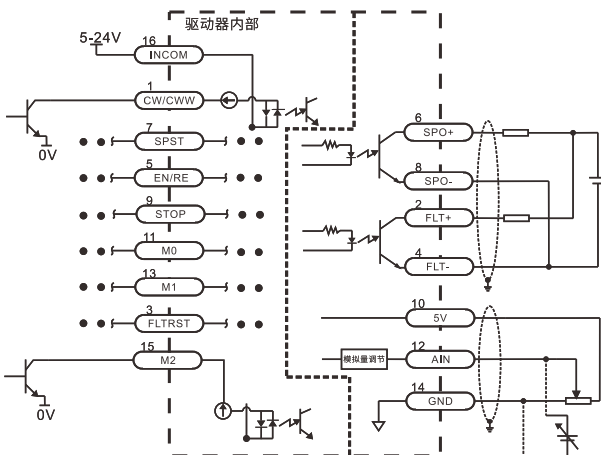 驱动器内部
5-24V
16
INCOM
1
CW/CWW
0V
7
SPST
5
EN/RE
9
STOP
11
M0
13
M1
3
FLTRST
15
M2
0V
6
SPO+
8
SPO-
2
FLT+
4
FLT-
10
5V
模拟量调节
12
AIN
14
GND